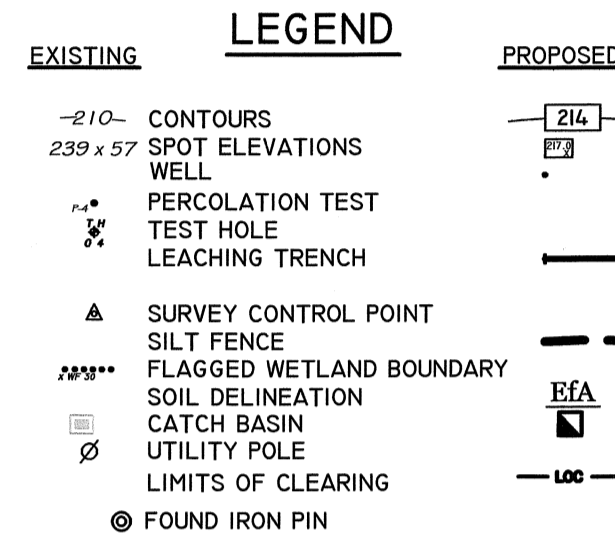 LEGEND
EXISTING PROPOSED
210 CONTOURS 214
239 x 57 SPOT ELEVATIONS 217.0 x
WELL
P-4 PERCOLATION TEST
TH 04 TEST HOLE
LEACHING TRENCH
SURVEY CONTROL POINT
SILT FENCE
x WF 50 FLAGGED WETLAND BOUNDARY
SOIL DELINEATION EfA
CATCH BASIN
UTILITY POLE
LIMITS OF CLEARING LOC
FOUND IRON PIN